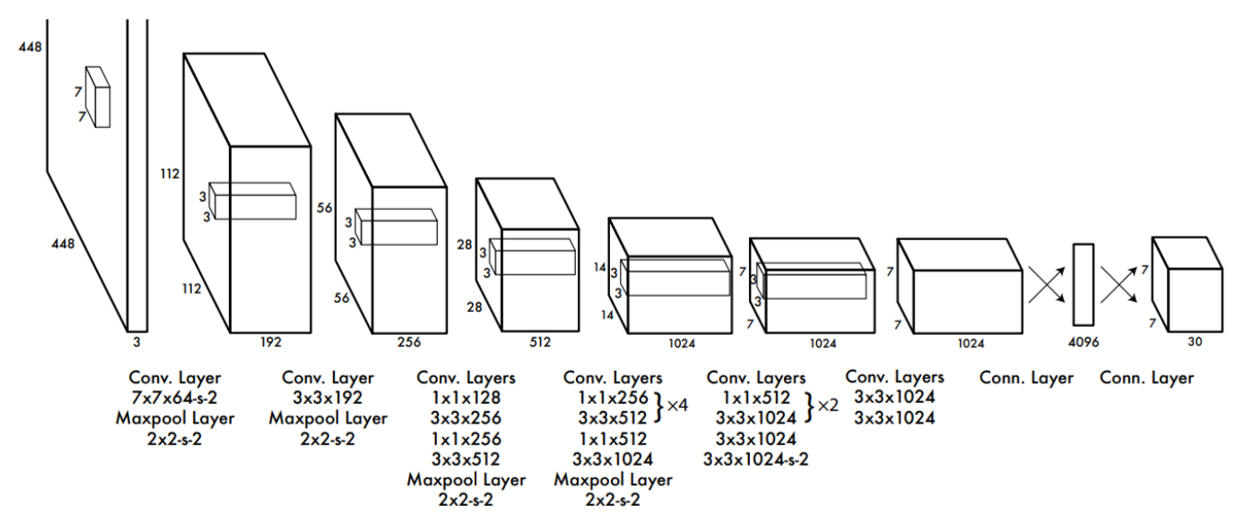 448
7
7
448
3
112
3
3
112
192
56
3
3
56
256
28
3
3
28
512
14
3
3
14
1024
7
3
3
7
1024
7
7
1024
4096
7
7
30
Conv. Layer
7x7x64-s-2
Maxpool Layer
2x2-s-2
Conv. Layer
3x3x192
Maxpool Layer
2x2-s-2
Conv. Layers
1x1x128
3x3x256
1x1x256
3x3x512
Maxpool Layer
2x2-s-2
Conv. Layers
1x1x256
3x3x512
} ×4
1x1x512
3x3x1024
Maxpool Layer
2x2-s-2
Conv. Layers
1x1x512
3x3x1024
} ×2
3x3x1024
3x3x1024-s-2
Conv. Layers
3x3x1024
3x3x1024
Conn. Layer
Conn. Layer